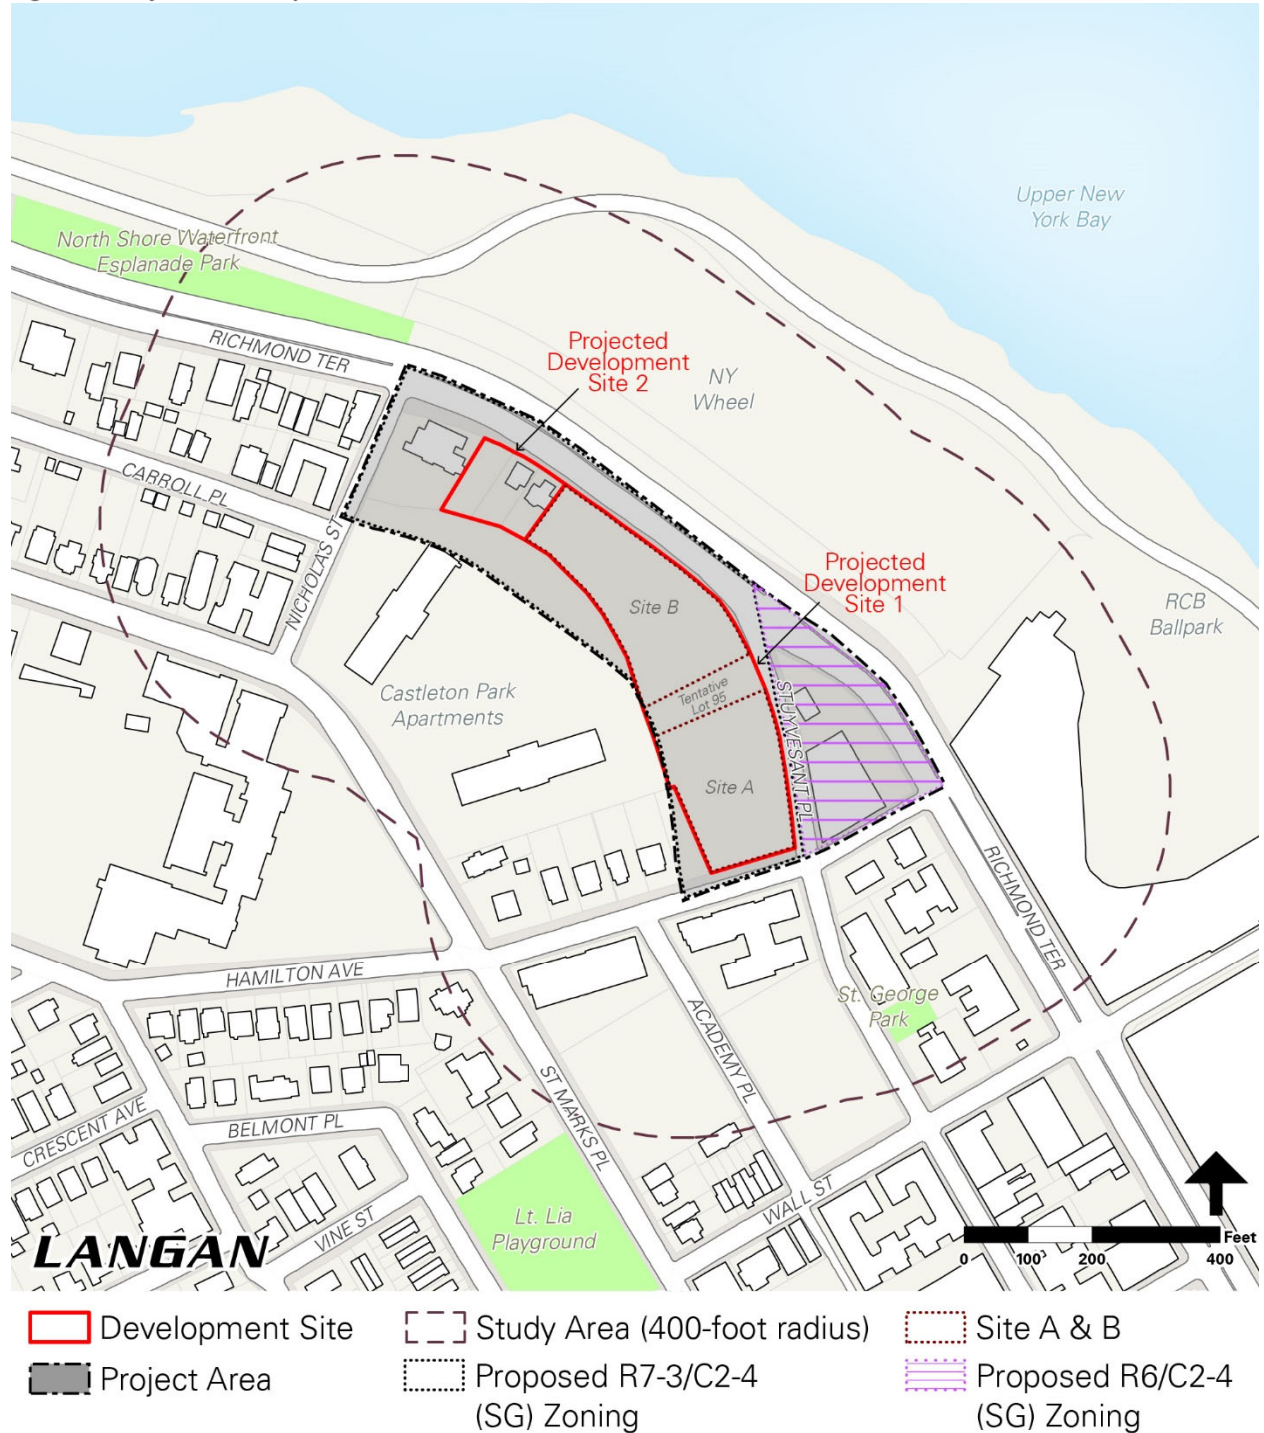 Upper New
York Bay
North Shore Waterfront
Esplanade Park
RICHMOND TER
Projected
Development
Site 2
NY
Wheel
CARROLL PL
NICHOLAS ST
Projected
Development
Site 1
RCB
Ballpark
Site B
Tentative
Lot 95
Castleton Park
Apartments
STUYVESANT PL
Site A
RICHMOND TER
HAMILTON AVE
St. George
Park
ACADEMY PL
ST MARKS PL
CRESCENT AVE
BELMONT PL
WALL ST
VINE ST
Lt. Lia
Playground
LANGAN
Feet
0 100 200 400
Development Site
Study Area (400-foot radius)
Site A & B
Project Area
Proposed R7-3/C2-4
(SG) Zoning
Proposed R6/C2-4
(SG) Zoning